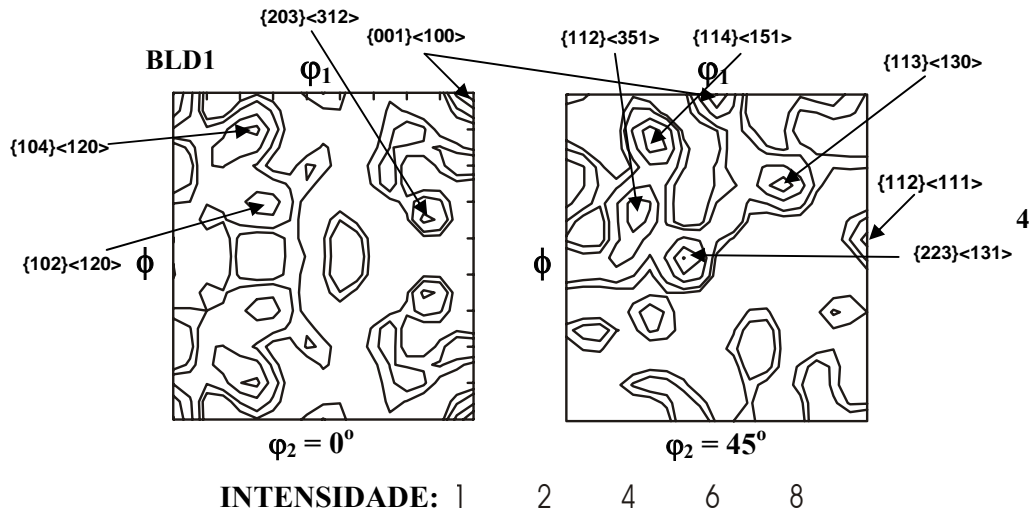 {203}<312>
{001}<100>
{112}<351>
{114}<151>
BLD1
φ1
φ1
{113}<130>
{104}<120>
{112}<111>
4
{102}<120>
ϕ
ϕ
{223}<131>
φ2 = 0º
φ2 = 45º
INTENSIDADE: 1 2 4 6 8